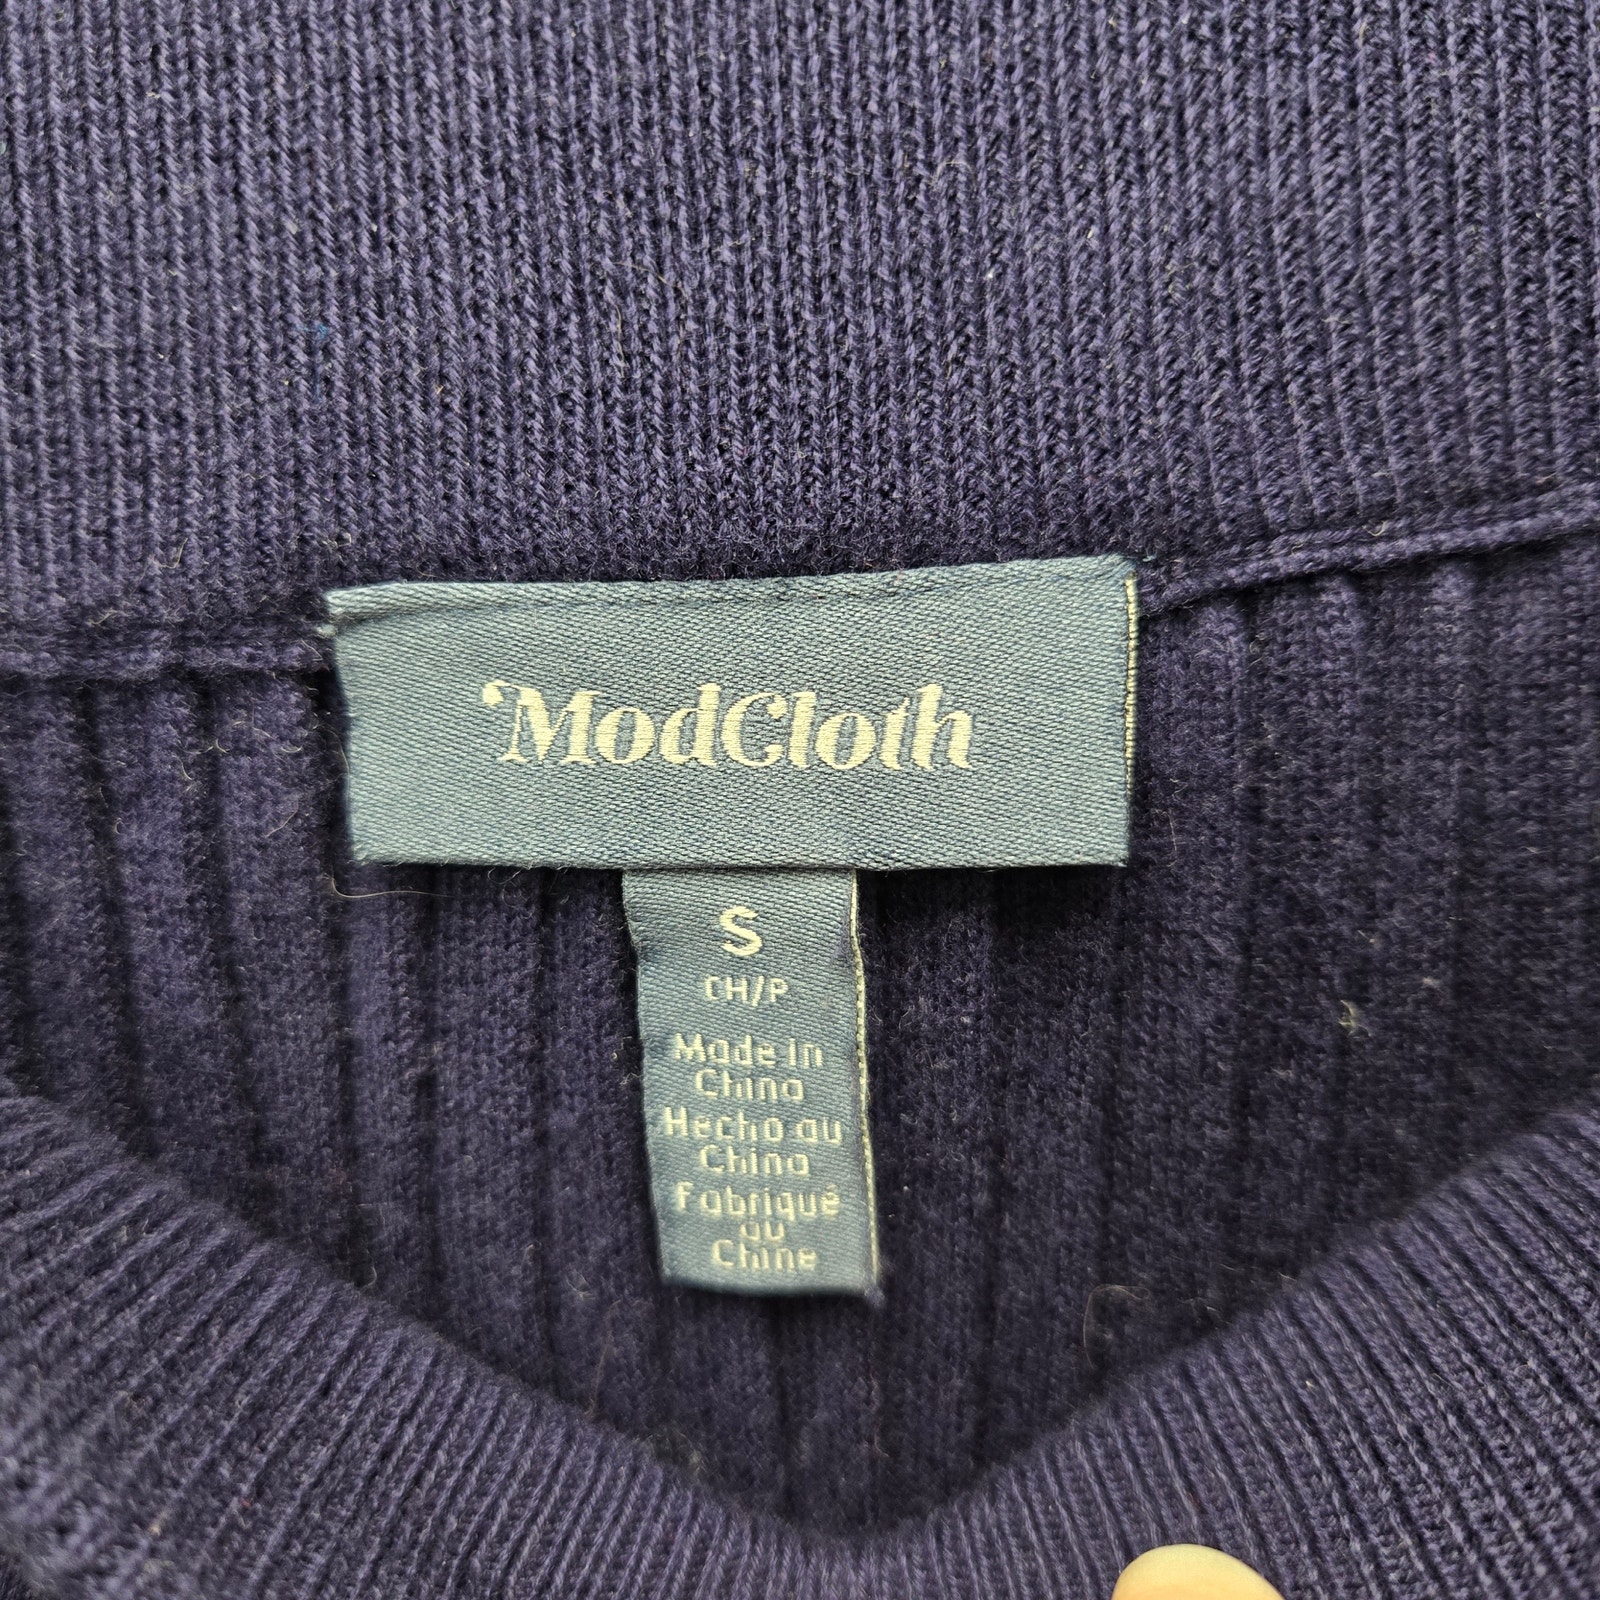 ModCloth
S
CH/P
Made in
China
Hecho au
China
Fabriqué
au
Chine